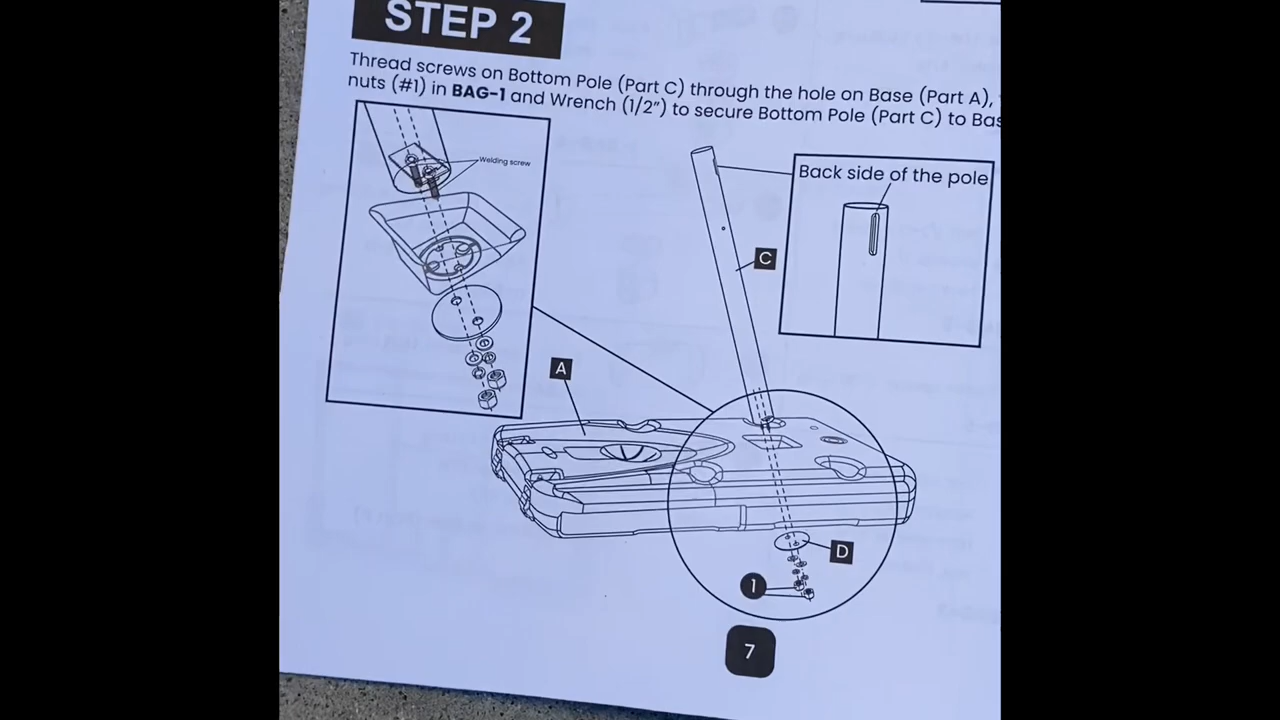 STEP 2
Thread screws on Bottom Pole (Part C) through the hole on Base (Part A),
nuts (#1) in BAG-1 and Wrench (1/2") to secure Bottom Pole (Part C) to Bas
Welding screw
Back side of the pole
C
A
D
1
7